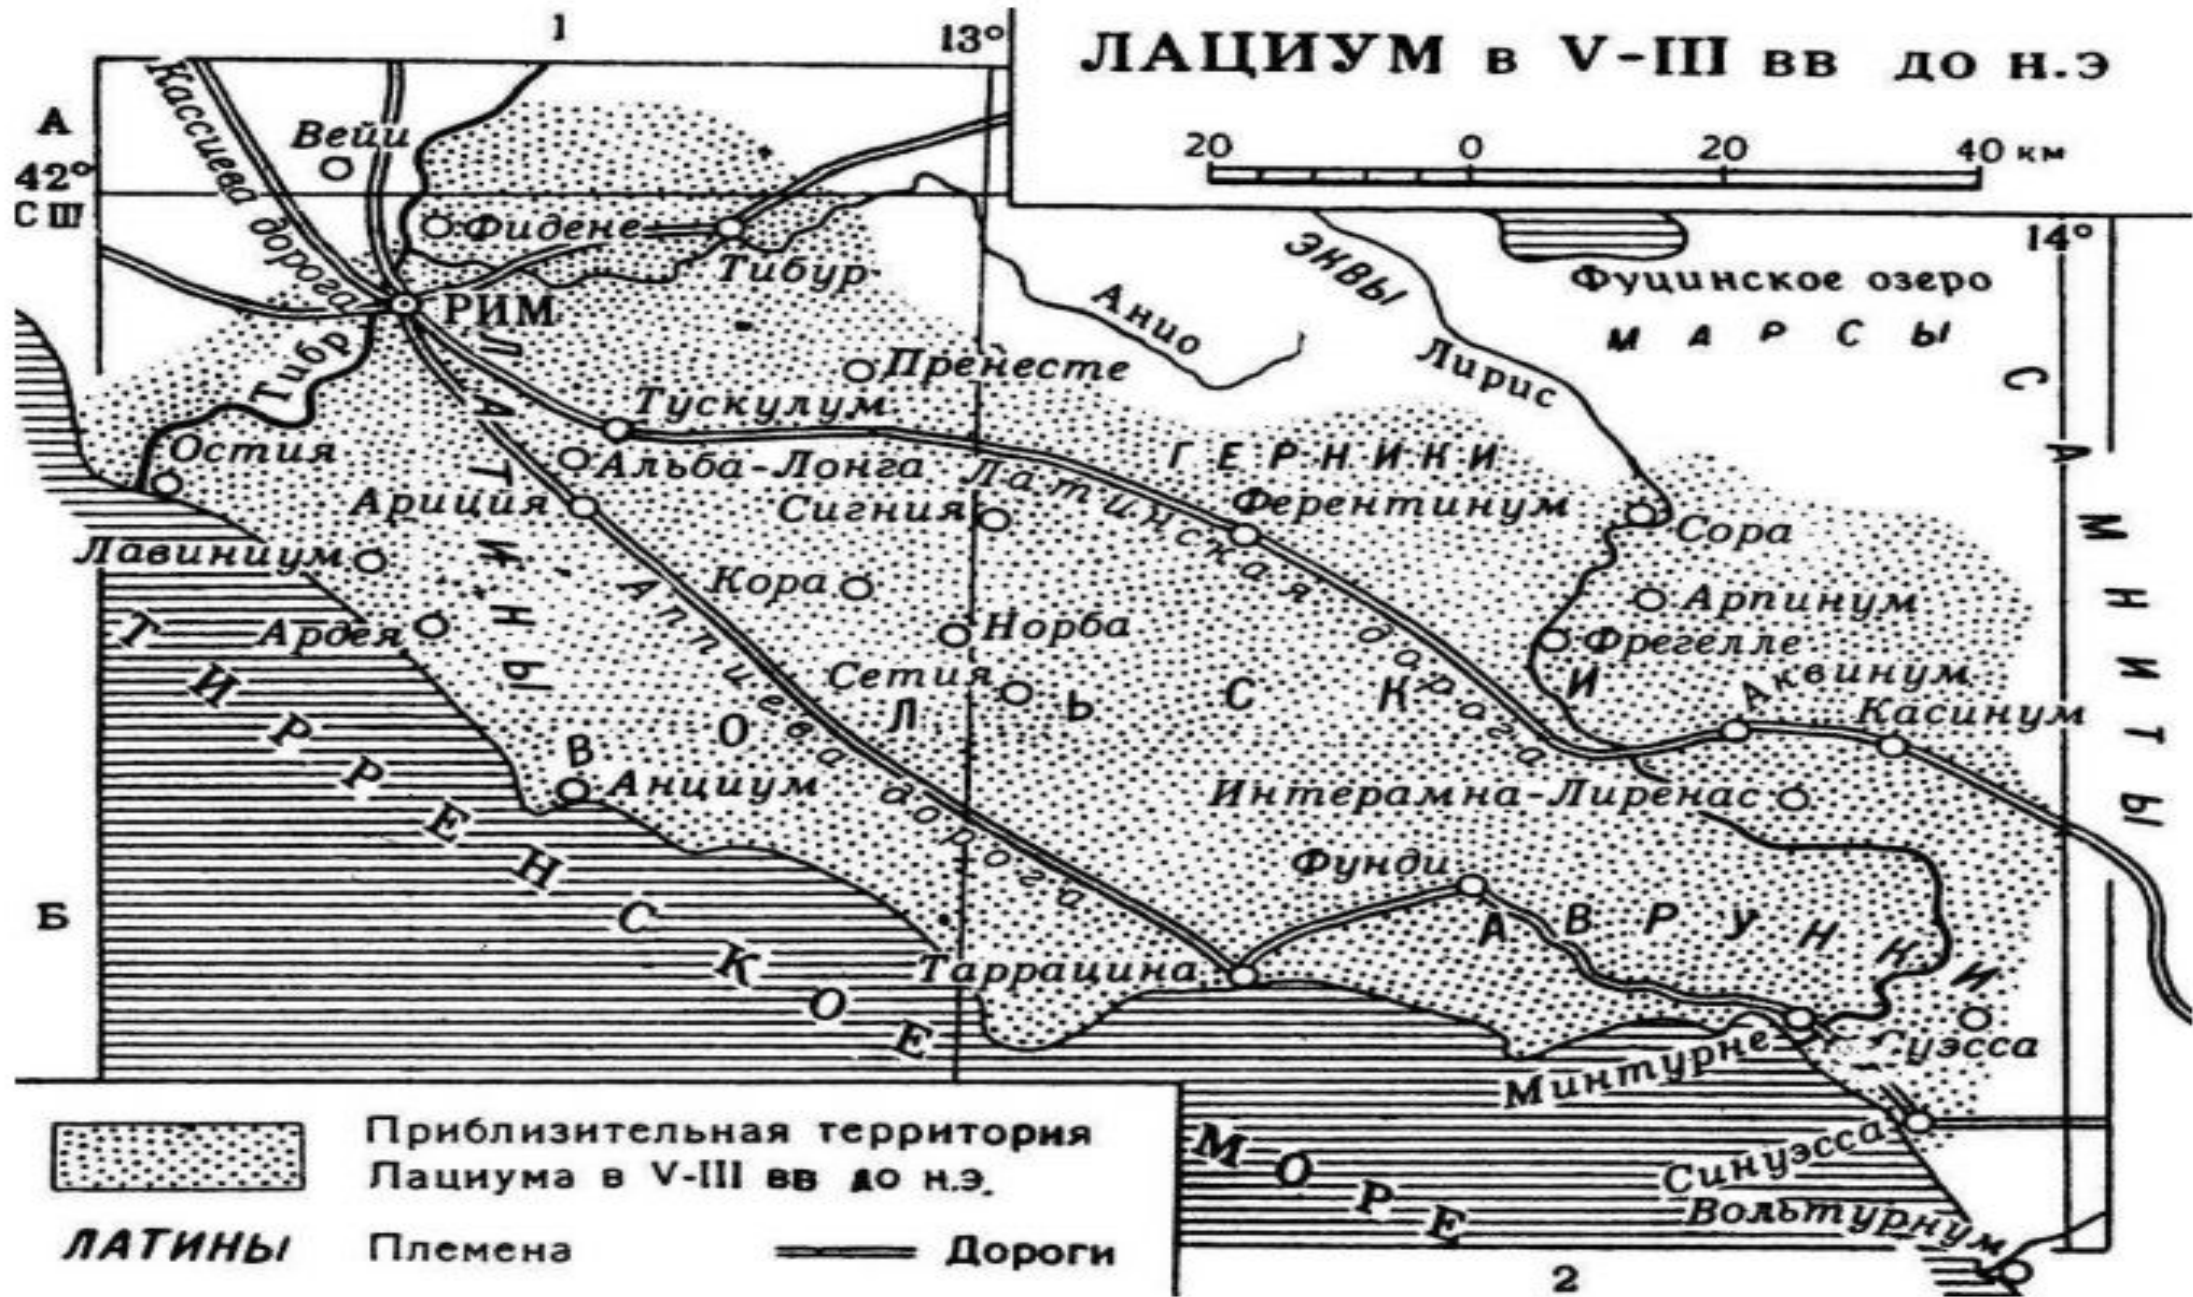 1
13°
ЛАЦИУМ в V-III вв до н.э
20 0 20 40 км
А
42°
С Ш
Кассиева дорога
Вейи
Фидене
Тибур
РИМ
Тибр
Анио
ЭКВЫ
Лирис
Фуцинское озеро
МАРСЫ
14°
САМНИТЫ
Пренесте
Тускулум
Остия
Альба-Лонга
Латинская дорога
ГЕРНИКИ
Ариция
Сигния
Ферентинум
Сора
ЛАТИНЫ
Лавиниум
Кора
Арпинум
Аппиева дорога
Ардея
Норба
Фрегелле
Сетия
Аквинум
Касинум
ВОЛЬСКИ
Анциум
Интерамна-Лиренас
Фунди
АВРУНКИ
Б
Таррацина
Минтурне
Суэсса
Синуэсса
Вольтурнум
ТИРРЕНСКОЕ
МОРЕ
2
Приблизительная территория
Лациума в V-III вв до н.э.
ЛАТИНЫ Племена Дороги